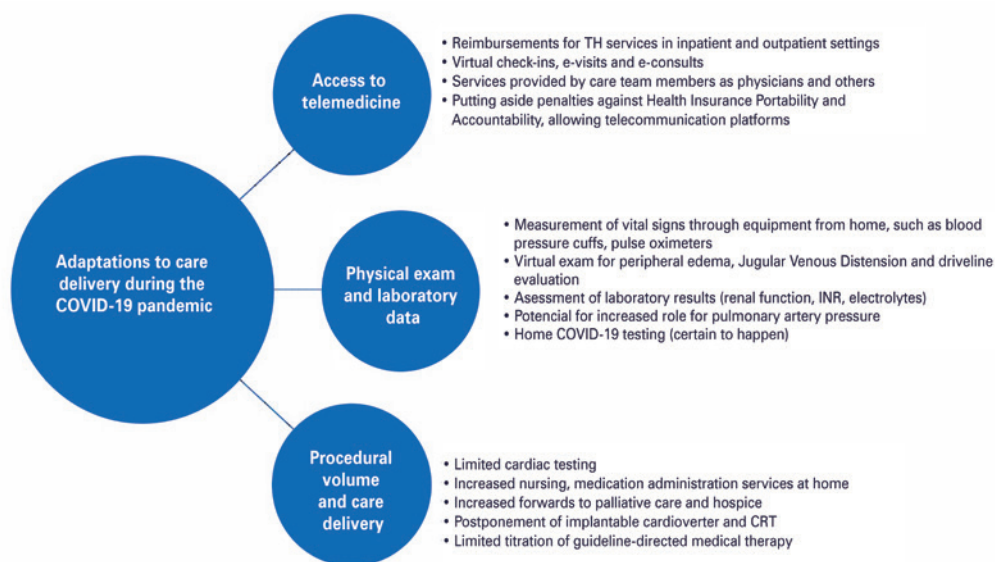 Adaptations to care
delivery during the
COVID-19 pandemic
Access to
telemedicine
• Reimbursements for TH services in inpatient and outpatient settings
• Virtual check-ins, e-visits and e-consults
• Services provided by care team members as physicians and others
• Putting aside penalties against Health Insurance Portability and
Accountability, allowing telecommunication platforms
Physical exam
and laboratory
data
• Measurement of vital signs through equipment from home, such as blood
pressure cuffs, pulse oximeters
• Virtual exam for peripheral edema, Jugular Venous Distension and driveline
evaluation
• Asessment of laboratory results (renal function, INR, electrolytes)
• Potencial for increased role for pulmonary artery pressure
• Home COVID-19 testing (certain to happen)
Procedural
volume
and care
delivery
• Limited cardiac testing
• Increased nursing, medication administration services at home
• Increased forwards to palliative care and hospice
• Postponement of implantable cardioverter and CRT
• Limited titration of guideline-directed medical therapy